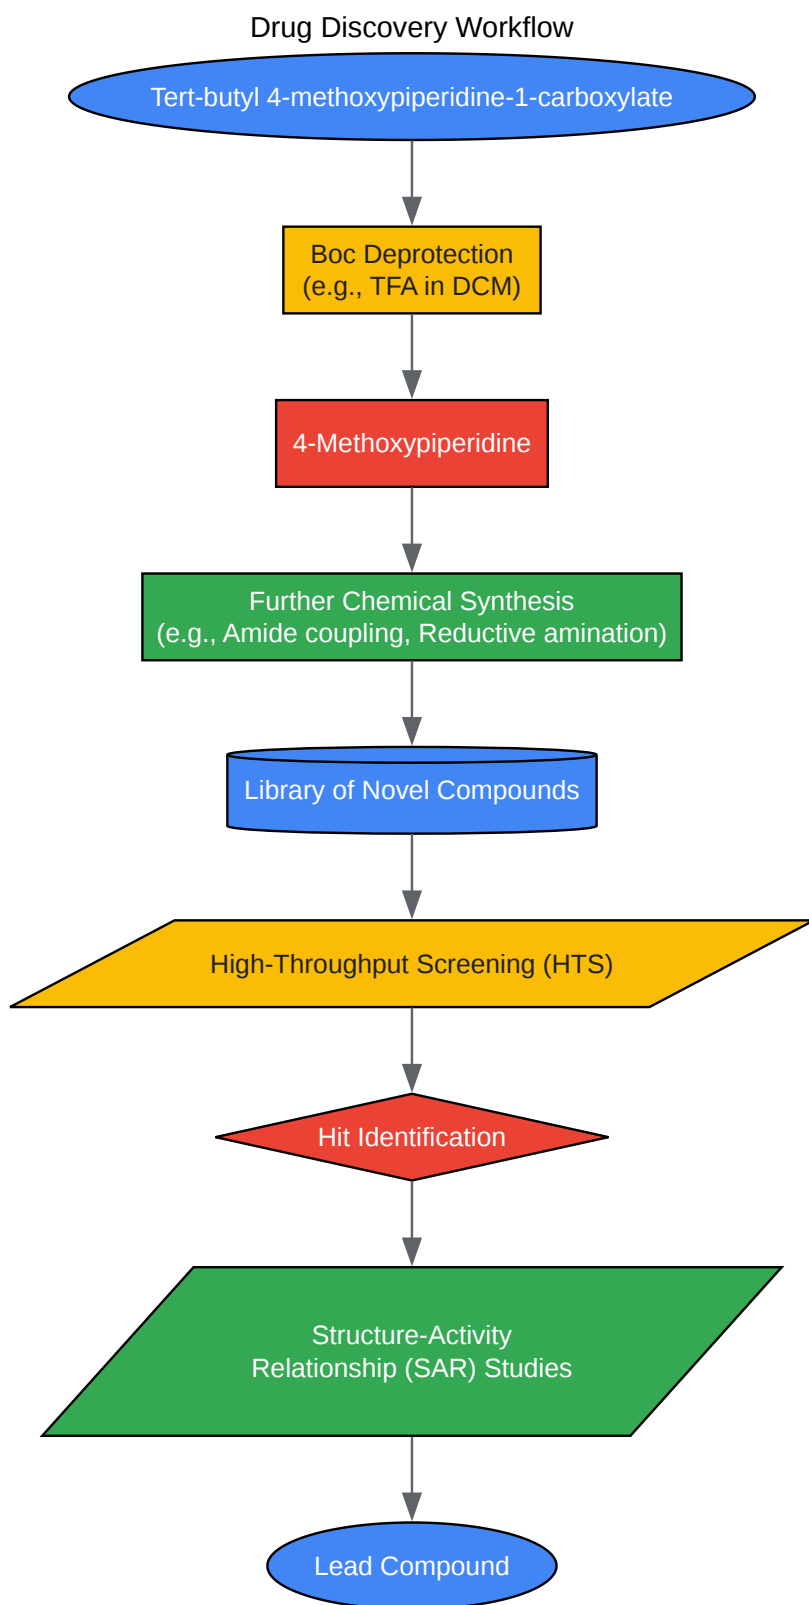 Drug Discovery Workflow
Tert-butyl 4-methoxypiperidine-1-carboxylate
Boc Deprotection
(e.g., TFA in DCM)
4-Methoxypiperidine
Further Chemical Synthesis
(e.g., Amide coupling, Reductive amination)
Library of Novel Compounds
High-Throughput Screening (HTS)
Hit Identification
Structure-Activity
Relationship (SAR) Studies
Lead Compound